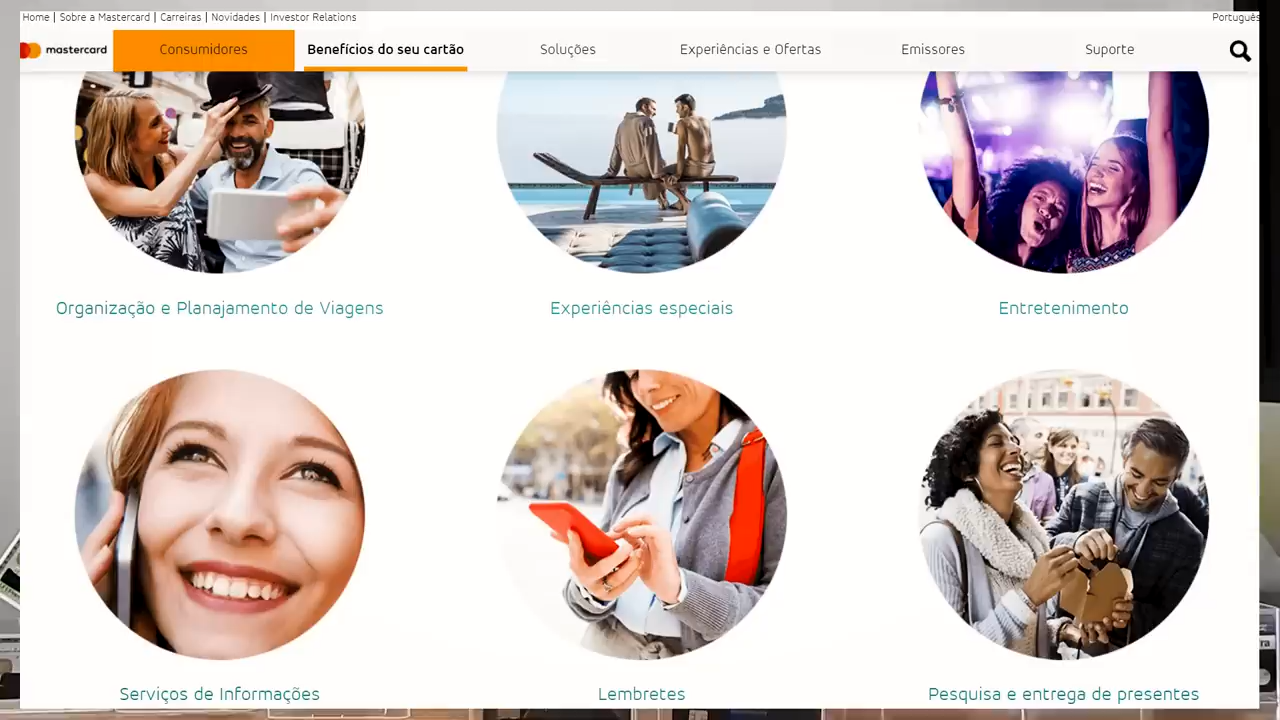 Home | Sobre a Mastercard | Carreiras | Novidades | Investor Relations
Português
mastercard
Consumidores
Benefícios do seu cartão
Soluções
Experiências e Ofertas
Emissores
Suporte
Organização e Planajamento de Viagens
Experiências especiais
Entretenimento
Serviços de Informações
Lembretes
Pesquisa e entrega de presentes